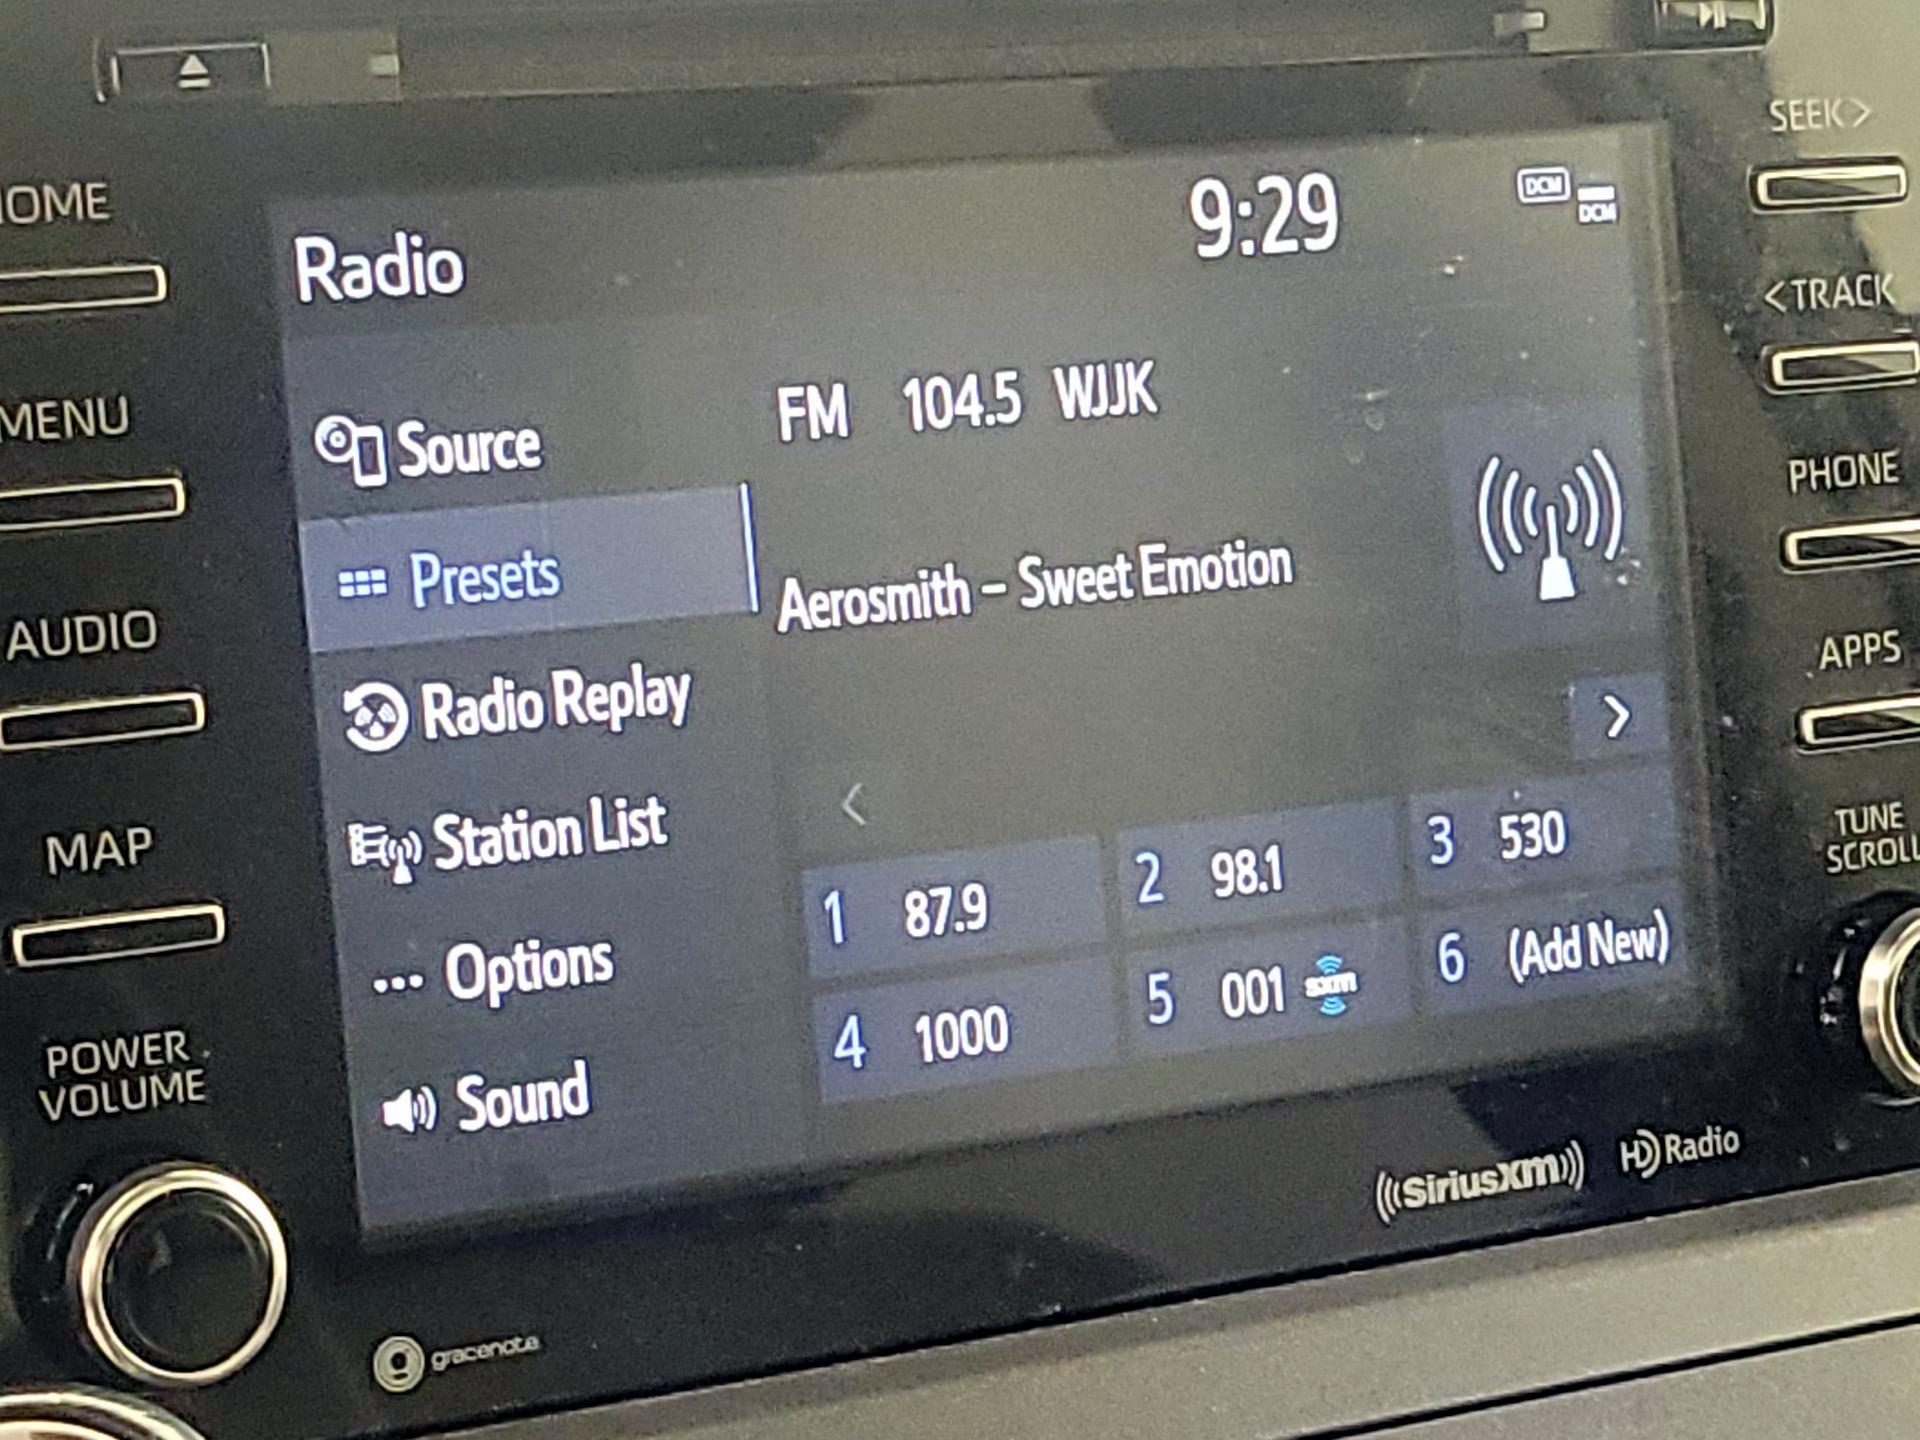 SEEK>
HOME
9:29
DCM
DCM
Radio
<TRACK
MENU
FM 104.5 WJJK
Source
PHONE
Presets
Aerosmith – Sweet Emotion
AUDIO
Radio Replay
APPS
>
<
Station List
MAP
TUNE
SCROLL
1 87.9
2 98.1
3 530
Options
4 1000
5 001 sxm
6 (Add New)
POWER
VOLUME
Sound
((SiriusXM))
HD Radio
gracenote